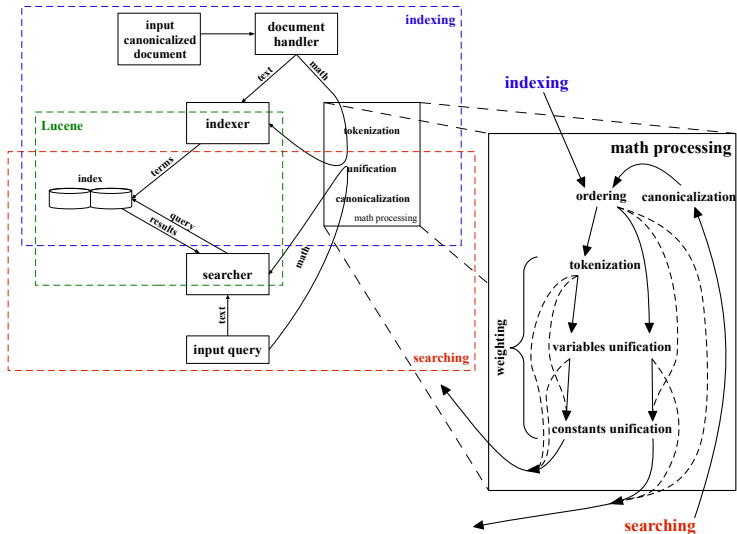 indexing
input
canonicalized
document
document
handler
text
math
Lucene
indexer
tokenization
unification
canonicalization
math processing
terms
index
query
results
searcher
math
text
input query
searching
indexing
math processing
ordering
canonicalization
tokenization
weighting
variables unification
constants unification
searching